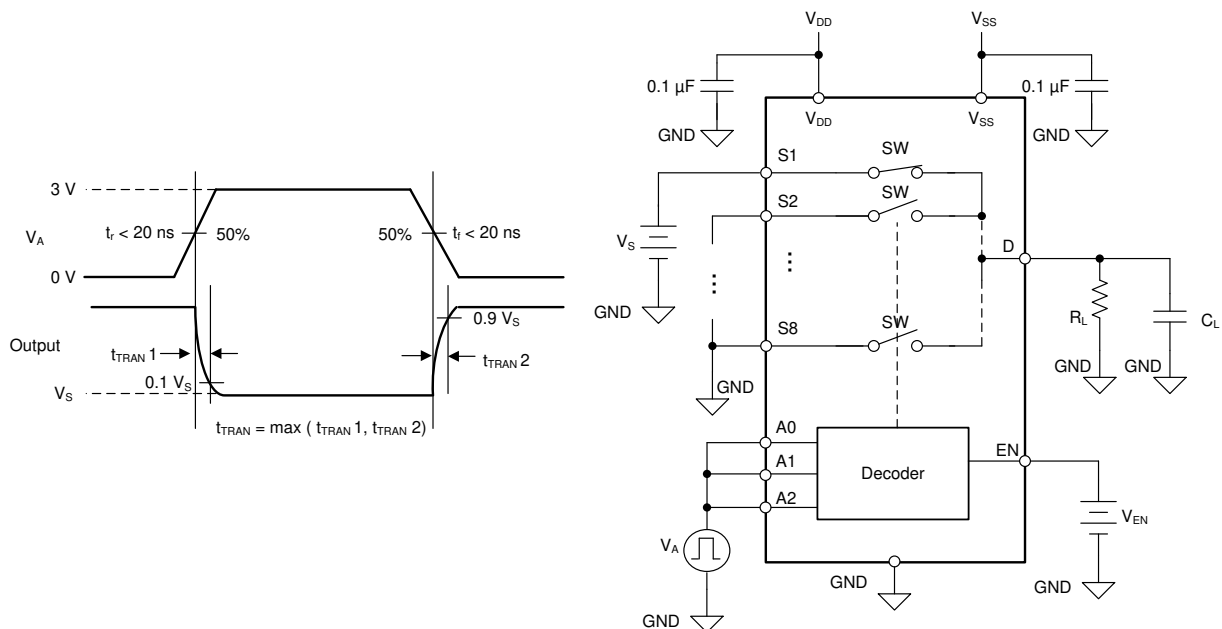 3 V
V_A
t_r < 20 ns
50%
50%
t_f < 20 ns
0 V
0.9 V_S
Output
t_TRAN 1
t_TRAN 2
0.1 V_S
V_S
t_TRAN = max ( t_TRAN 1, t_TRAN 2)
V_DD
V_SS
0.1 µF
0.1 µF
GND
V_DD
V_SS
GND
S1
SW
S2
SW
V_S
D
GND
S8
SW
R_L
C_L
GND
GND
GND
A0
A1
Decoder
EN
A2
V_A
V_EN
GND
GND
GND